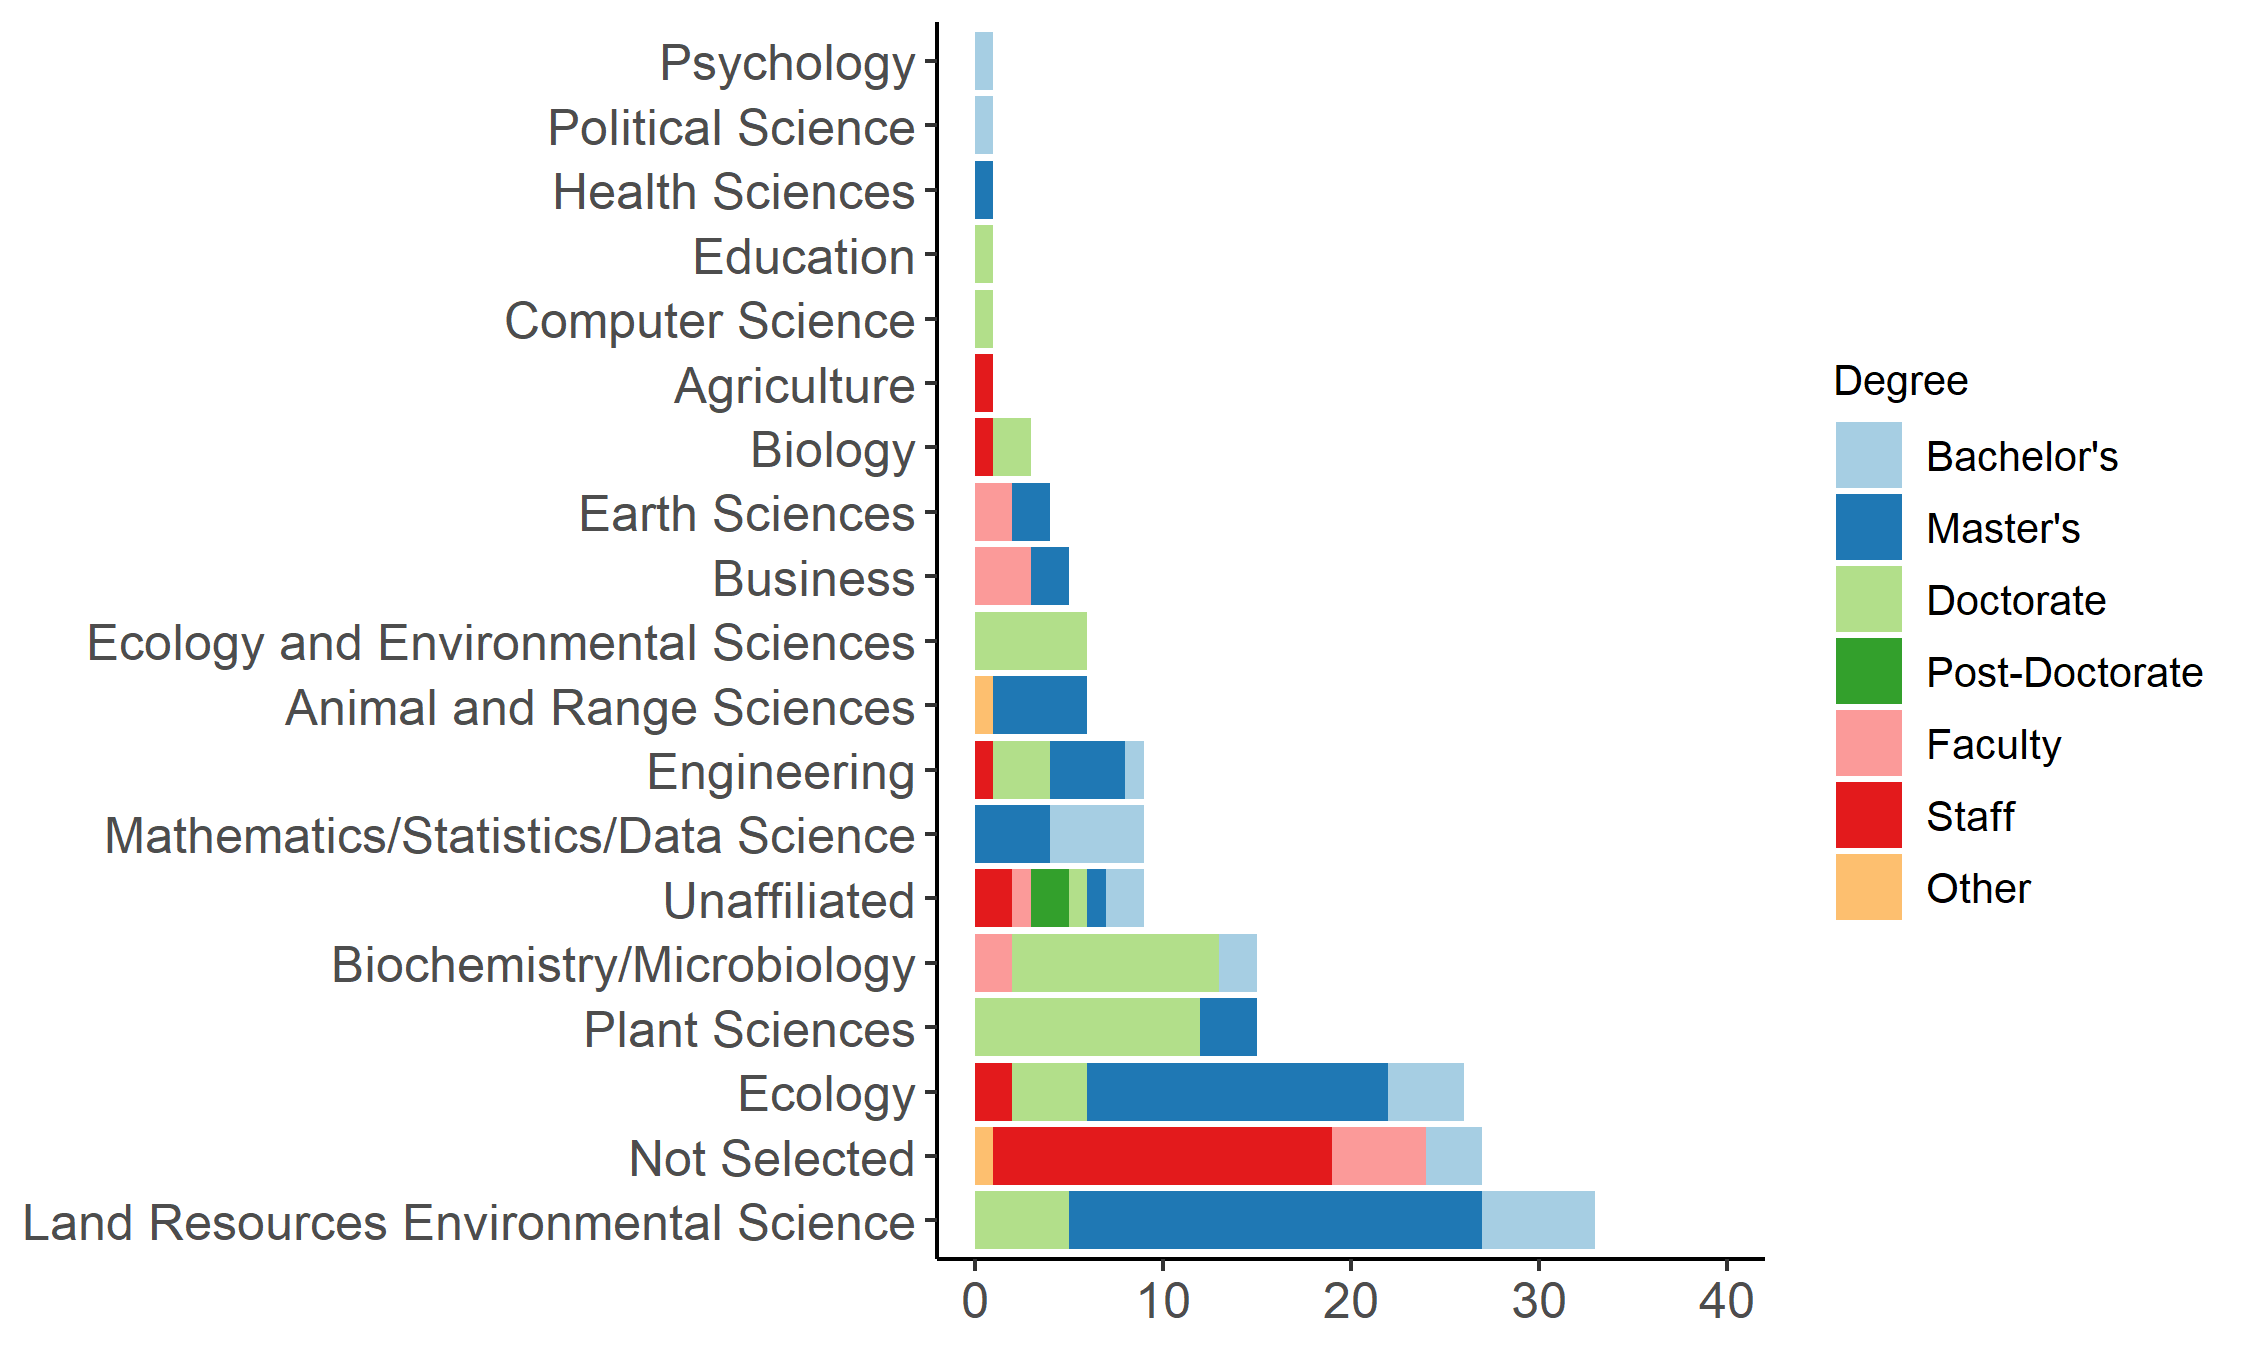 Psychology
Political Science
Health Sciences
Education
Computer Science
Agriculture
Biology
Earth Sciences
Business
Ecology and Environmental Sciences
Animal and Range Sciences
Engineering
Mathematics/Statistics/Data Science
Unaffiliated
Biochemistry/Microbiology
Plant Sciences
Ecology
Not Selected
Land Resources Environmental Science
0 10 20 30 40
Degree
Bachelor's
Master's
Doctorate
Post-Doctorate
Faculty
Staff
Other